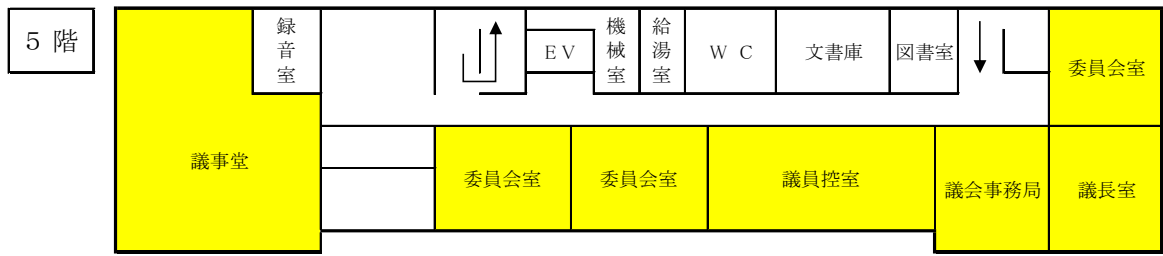 ５ 階
録音室
EV
機械室
給湯室
W C
文書庫
図書室
委員会室
議事堂
委員会室
委員会室
議員控室
議会事務局
議長室